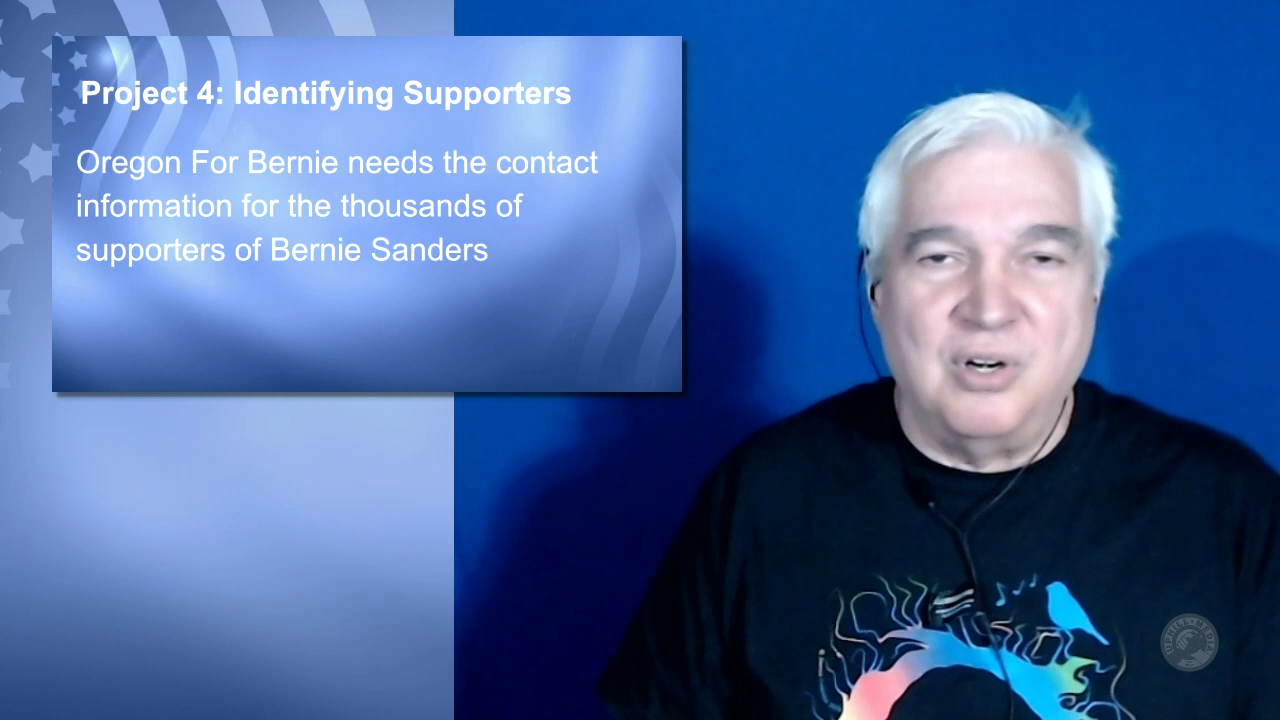 Project 4: Identifying Supporters
Oregon For Bernie needs the contact
information for the thousands of
supporters of Bernie Sanders